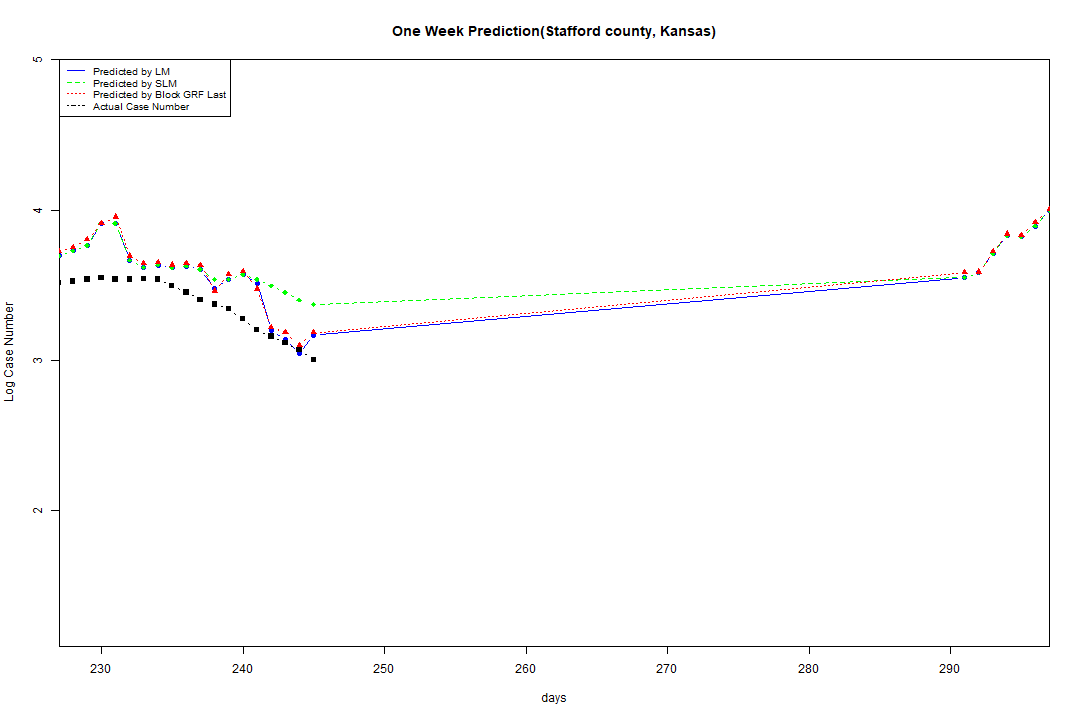 One Week Prediction(Stafford county, Kansas)
Predicted by LM
Predicted by SLM
Predicted by Block GRF Last
Actual Case Number
5
4
3
2
Log Case Number
230 240 250 260 270 280 290
days